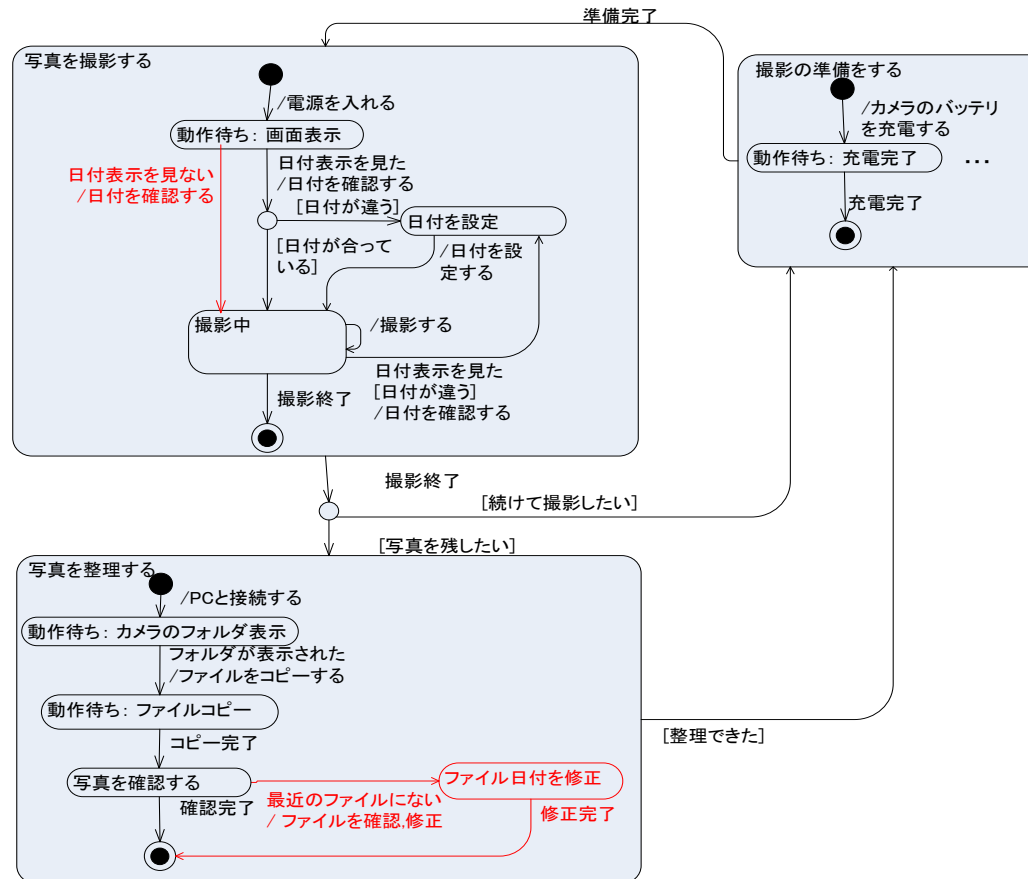 準備完了
写真を撮影する
/電源を入れる
動作待ち: 画面表示
日付表示を見ない
/日付を確認する
日付表示を見た
/日付を確認する
[日付が違う]
日付を設定
[日付が合って
いる]
/日付を設
定する
撮影中
/撮影する
日付表示を見た
[日付が違う]
/日付を確認する
撮影終了
撮影の準備をする
/カメラのバッテリ
を充電する
動作待ち: 充電完了
...
充電完了
撮影終了
[続けて撮影したい]
[写真を残したい]
写真を整理する
/PCと接続する
動作待ち: カメラのフォルダ表示
フォルダが表示された
/ファイルをコピーする
動作待ち: ファイルコピー
コピー完了
写真を確認する
確認完了
最近のファイルにない
/ ファイルを確認,修正
ファイル日付を修正
修正完了
[整理できた]